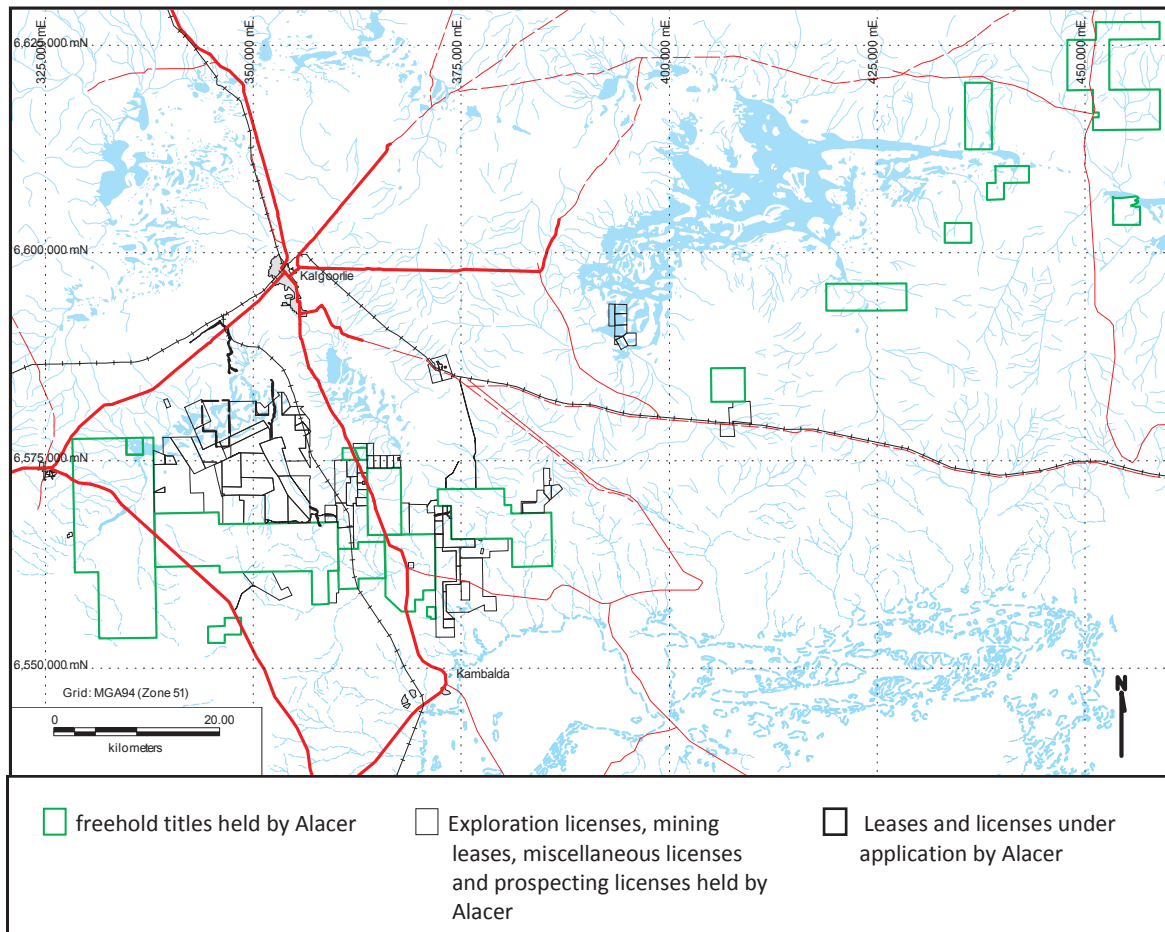 325,000 mE
350,000 mE
375,000 mE
400,000 mE
425,000 mE
450,000 mE
6,625,000 mN
6,600,000 mN
Kalgoorlie
6,575,000 mN
6,550,000 mN
Kambalda
Grid: MGA94 (Zone 51)
0 20.00
kilometers
N
freehold titles held by Alacer
Exploration licenses, mining
leases, miscellaneous licenses
and prospecting licenses held by
Alacer
Leases and licenses under
application by Alacer